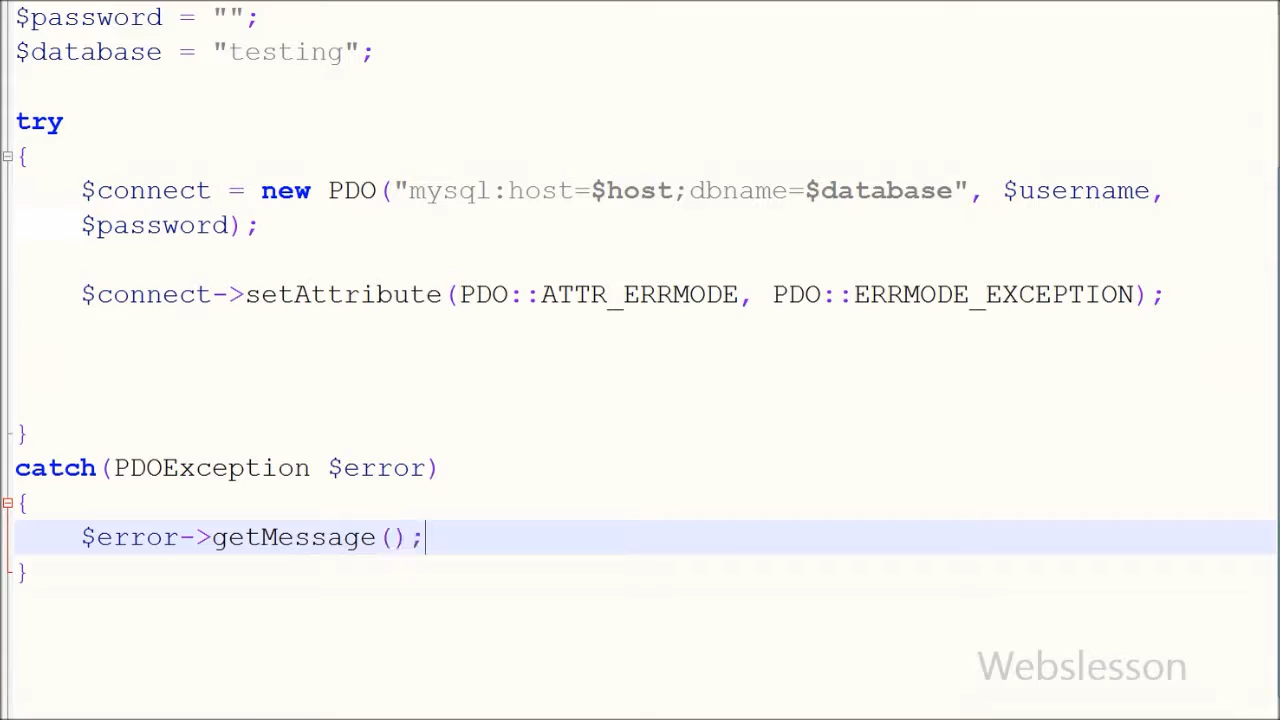 $password = "";
$database = "testing";
try
{
$connect = new PDO("mysql:host=$host;dbname=$database", $username,
$password);
$connect->setAttribute(PDO::ATTR_ERRMODE, PDO::ERRMODE_EXCEPTION);
}
catch(PDOException $error)
{
$error->getMessage();
}
Webslesson